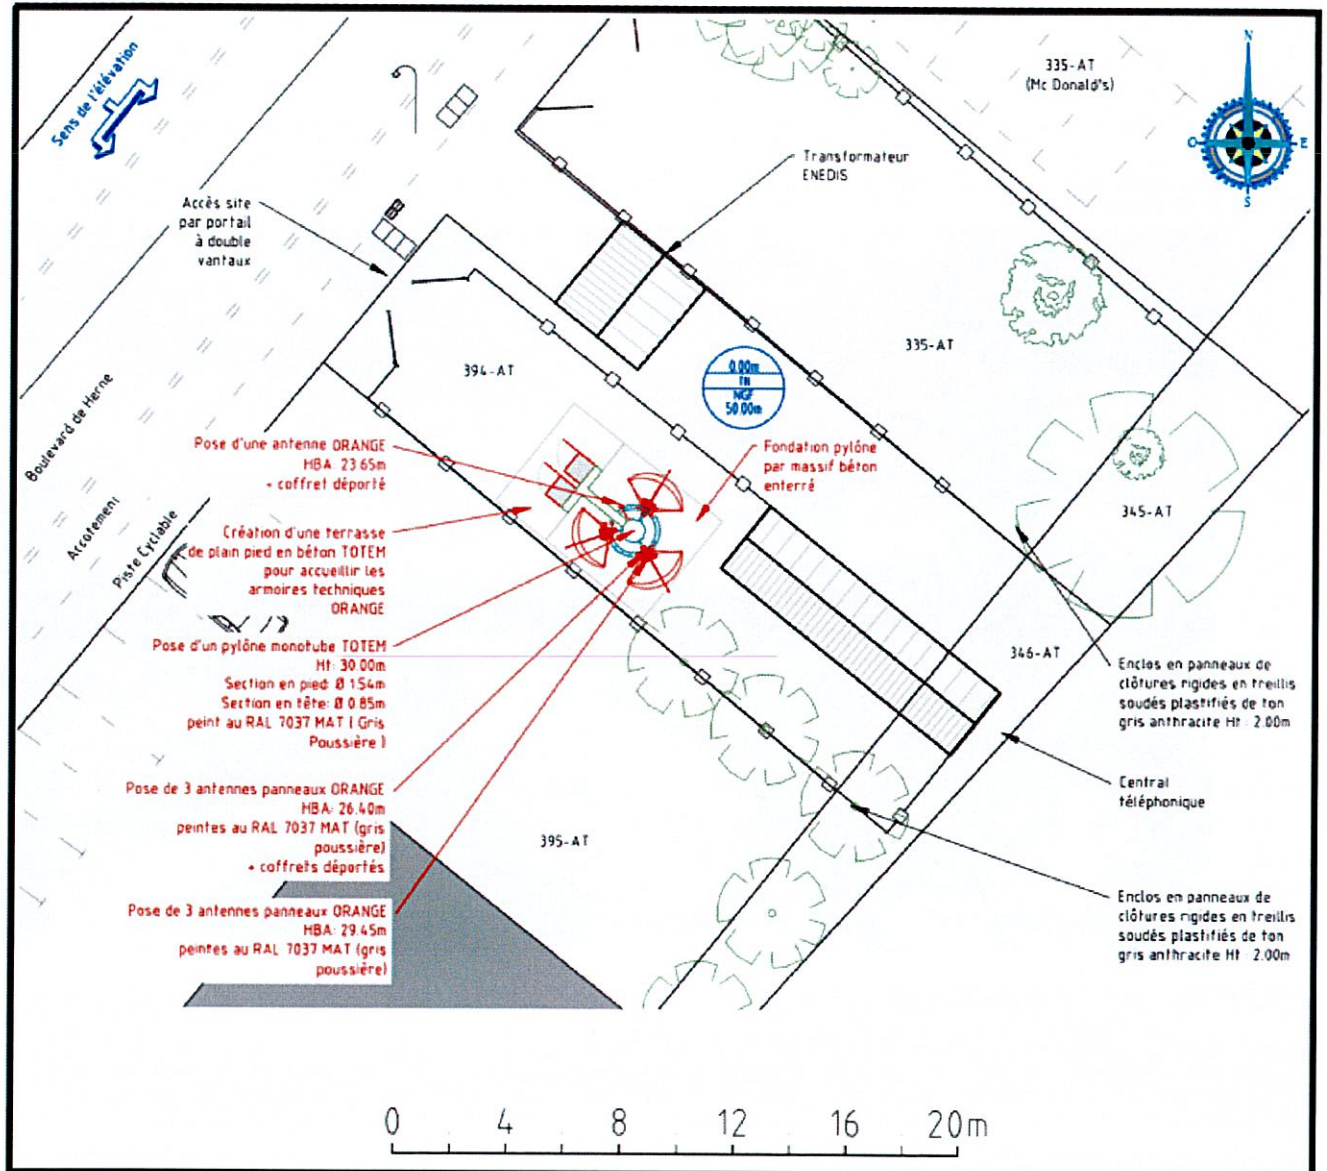 Sens de l'élévation
335-AT
(Mc Donald's)
N
O
E
S
Transformateur
ENEDIS
Accès site
par portail
à double
vantaux
335-AT
394-AT
0.00m
TN
NGF
50.00m
Boulevard de Herne
Accotement
Piste Cyclable
Pose d'une antenne ORANGE
HBA: 23.65m
+ coffret déporté
Fondation pylône
par massif béton
enterré
345-AT
Création d'une terrasse
de plain pied en béton TOTEM
pour accueillir les
armoires techniques
ORANGE
Pose d'un pylône monotube TOTEM
Ht: 30.00m
Section en pied: Ø 1.54m
Section en tête: Ø 0.85m
peint au RAL 7037 MAT ( Gris
Poussière )
346-AT
Enclos en panneaux de
clôtures rigides en treillis
soudés plastifiés de ton
gris anthracite Ht : 2.00m
Pose de 3 antennes panneaux ORANGE
HBA: 26.40m
peintes au RAL 7037 MAT (gris
poussière)
+ coffrets déportés
Central
téléphonique
395-AT
Pose de 3 antennes panneaux ORANGE
HBA: 29.45m
peintes au RAL 7037 MAT (gris
poussière)
Enclos en panneaux de
clôtures rigides en treillis
soudés plastifiés de ton
gris anthracite Ht : 2.00m
0 4 8 12 16 20m